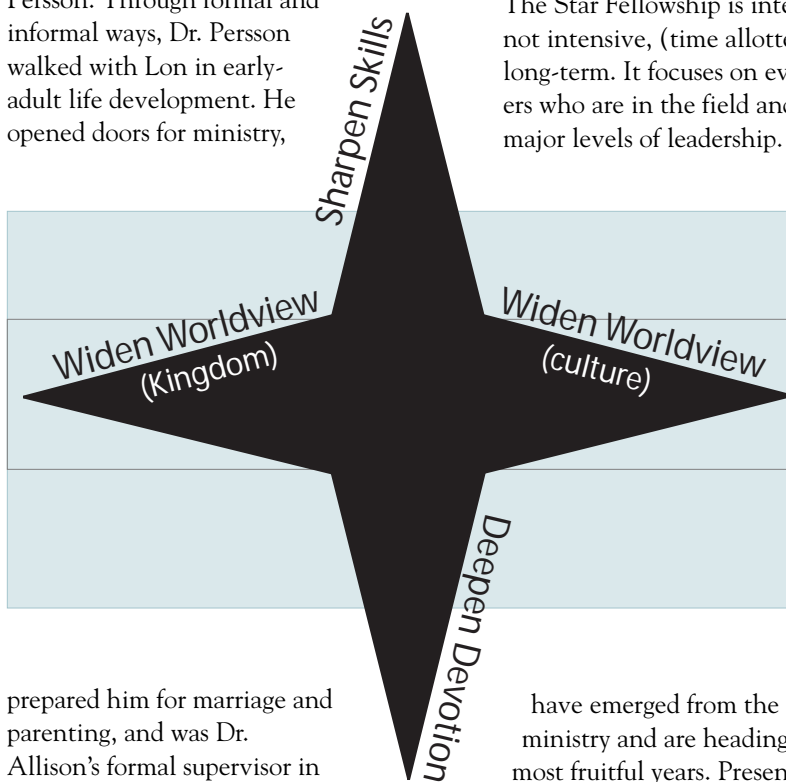 Persson. Through formal and
informal ways, Dr. Persson
walked with Lon in early-
adult life development. He
opened doors for ministry,
prepared him for marriage and
parenting, and was Dr.
Allison's formal supervisor in
The Star Fellowship is
not intensive, (time
long-term. It focuses on
ers who are in the field and
major levels of leadership.
have emerged from the
ministry and are heading
most fruitful years.
Sharpen Skills
Widen Worldview
(Kingdom)
Widen Worldview
(culture)
Deepen Devotion